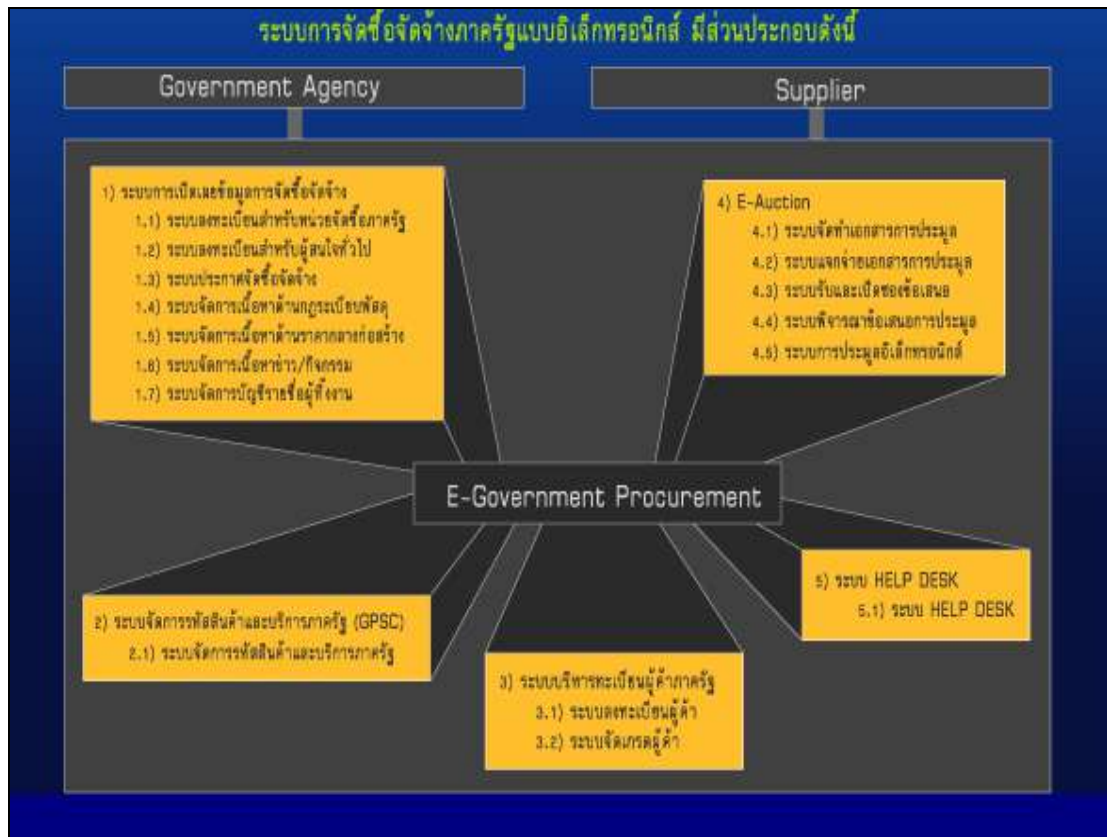 ระบบการจัดซื้อจัดจ้างภาครัฐแบบอิเล็กทรอนิกส์ มีส่วนประกอบดังนี้
Government Agency
Supplier
1) ระบบการเปิดเผยข้อมูลการจัดซื้อจัดจ้าง
1.1) ระบบลงทะเบียนสำหรับหน่วยจัดซื้อภาครัฐ
1.2) ระบบลงทะเบียนสำหรับผู้สนใจทั่วไป
1.3) ระบบประกาศจัดซื้อจัดจ้าง
1.4) ระบบจัดการเนื้อหาด้านกฎระเบียบพัสดุ
1.5) ระบบจัดการเนื้อหาด้านราคากลางก่อสร้าง
1.6) ระบบจัดการเนื้อหาข่าว/กิจกรรม
1.7) ระบบจัดการบัญชีรายชื่อผู้ทิ้งงาน
4) E-Auction
4.1) ระบบจัดทำเอกสารการประมูล
4.2) ระบบแจกจ่ายเอกสารการประมูล
4.3) ระบบรับและเปิดซองข้อเสนอ
4.4) ระบบพิจารณาข้อเสนอการประมูล
4.5) ระบบการประมูลอิเล็กทรอนิกส์
E-Government Procurement
2) ระบบจัดการรหัสสินค้าและบริการภาครัฐ (GPSC)
2.1) ระบบจัดการรหัสสินค้าและบริการภาครัฐ
3) ระบบบริหารทะเบียนผู้ค้าภาครัฐ
3.1) ระบบลงทะเบียนผู้ค้า
3.2) ระบบจัดเกรดผู้ค้า
5) ระบบ HELP DESK
5.1) ระบบ HELP DESK